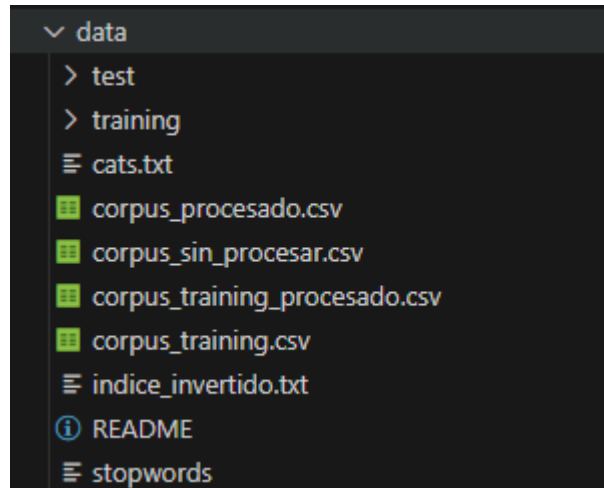 data
test
training
cats.txt
corpus_procesado.csv
corpus_sin_procesar.csv
corpus_training_procesado.csv
corpus_training.csv
indice_invertido.txt
README
stopwords